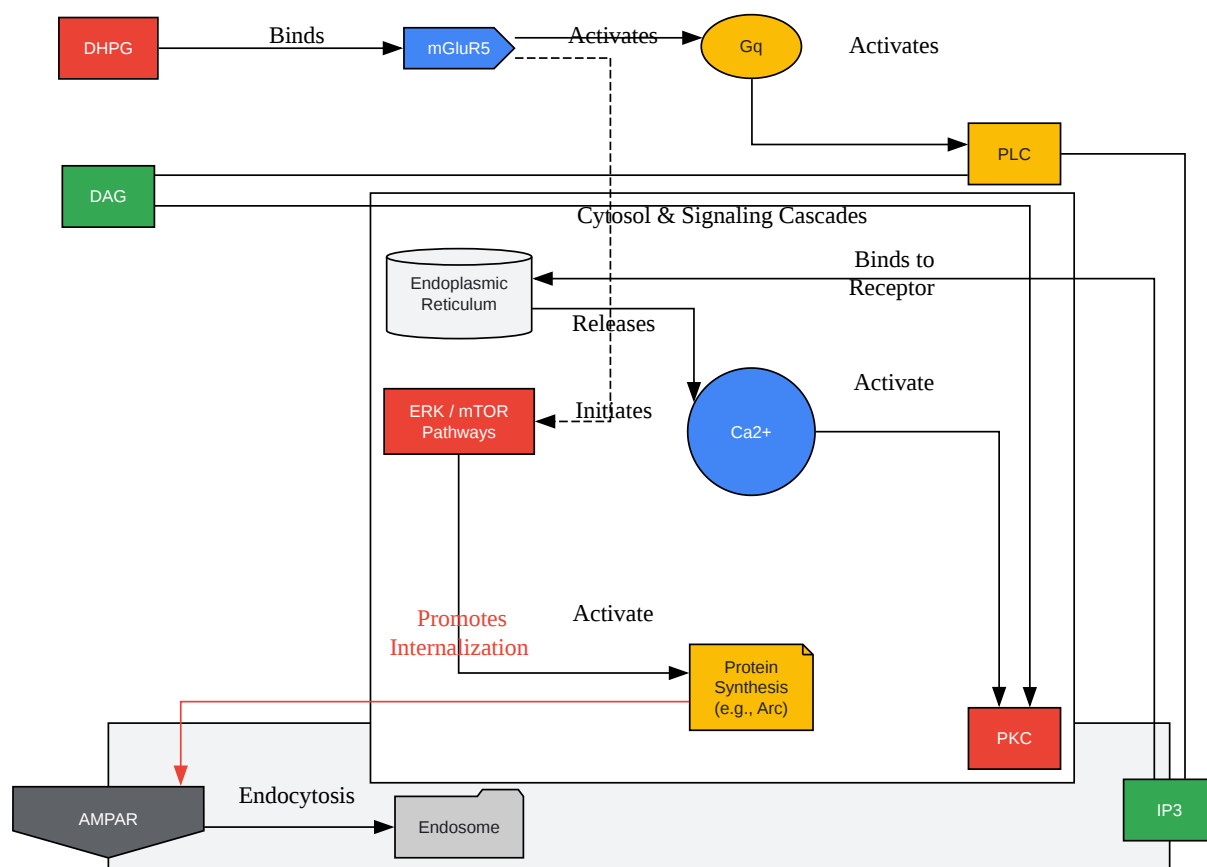 DHPG
Binds
mGluR5
Activates
Gq
Activates
PLC
DAG
Cytosol & Signaling Cascades
Endoplasmic
Reticulum
Binds to
Receptor
Releases
ERK / mTOR
Pathways
Initiates
Ca2+
Activate
Promotes
Internalization
Activate
Protein
Synthesis
(e.g., Arc)
PKC
AMPAR
Endocytosis
Endosome
IP3